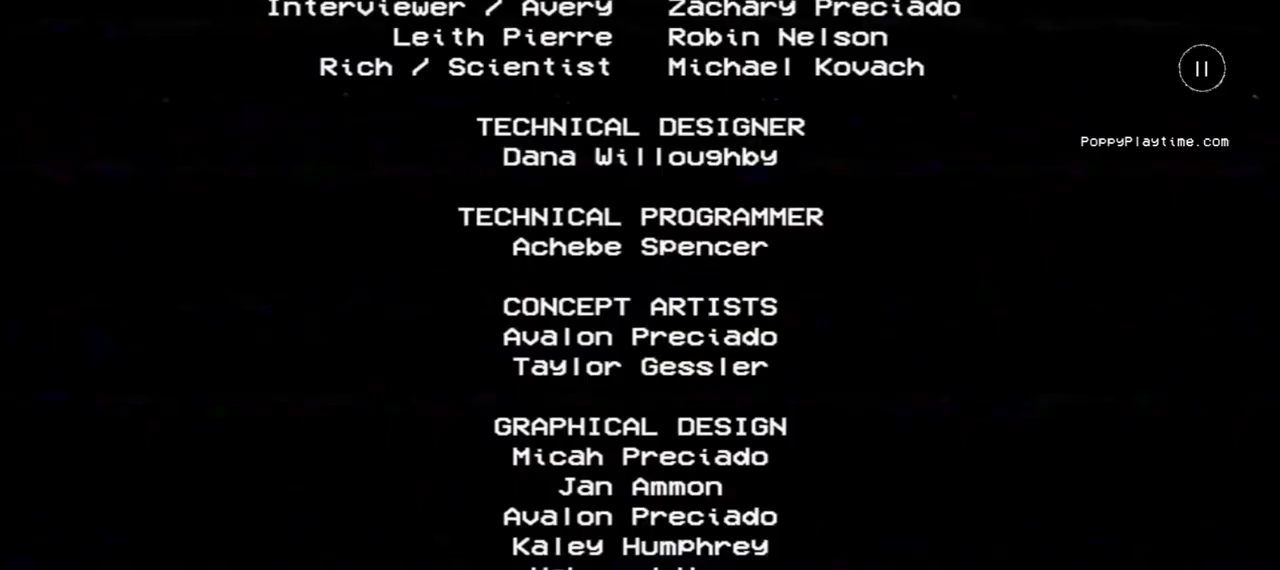 Interviewer / Avery Zachary Preciado
Leith Pierre Robin Nelson
Rich / Scientist Michael Kovach
PoppyPlaytime.com
TECHNICAL DESIGNER
Dana Willoughby
TECHNICAL PROGRAMMER
Achebe Spencer
CONCEPT ARTISTS
Avalon Preciado
Taylor Gessler
GRAPHICAL DESIGN
Micah Preciado
Jan Ammon
Avalon Preciado
Kaley Humphrey